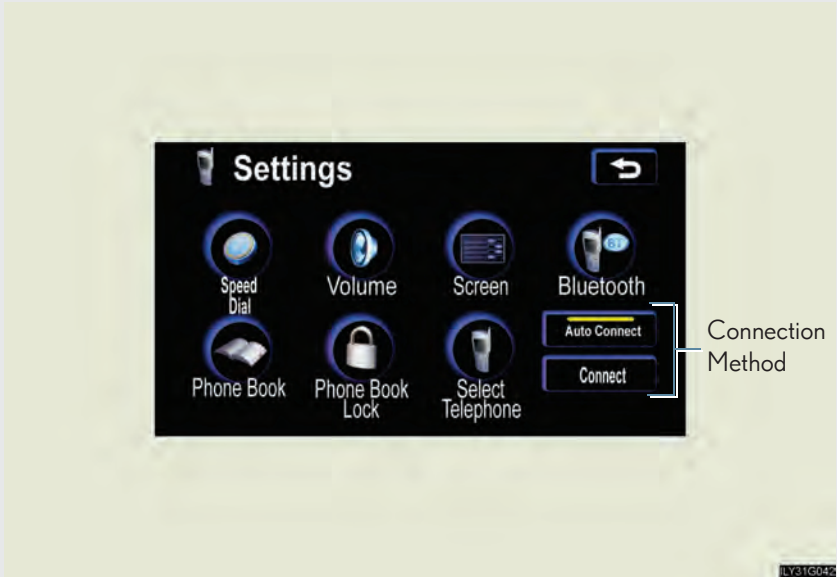 Settings
Speed
Dial
Volume
Screen
Bluetooth
BT
Phone Book
Phone Book
Lock
Select
Telephone
Auto Connect
Connect
Connection
Method
ILY31G042